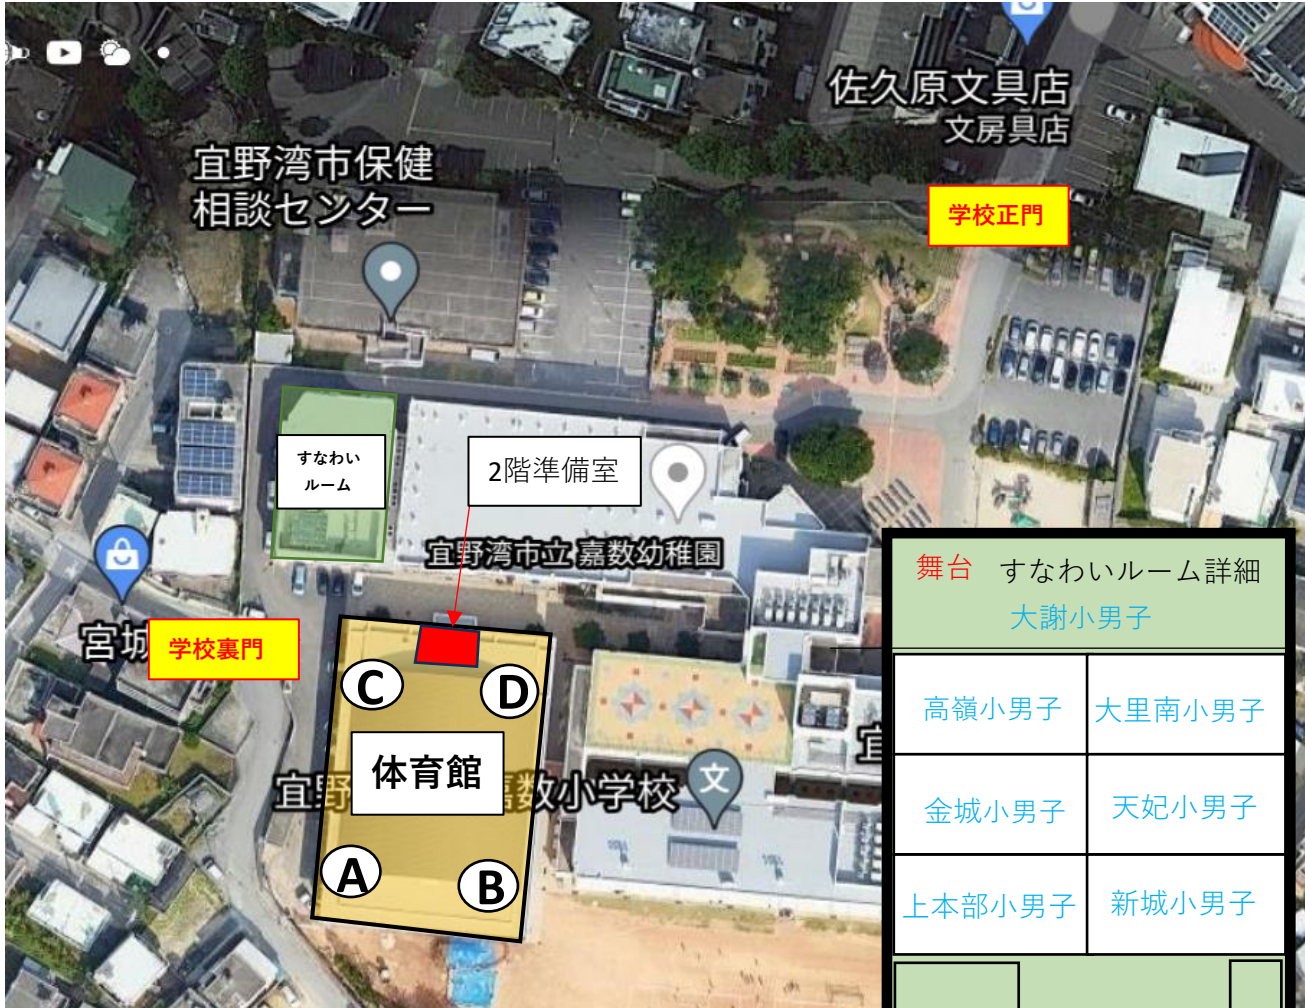 佐久原文具店
文房具店
宜野湾市保健
相談センター
学校正門
すなわい
ルーム
2階準備室
宜野湾市立 嘉数幼稚園
舞台 すなわいルーム詳細
大謝小男子
宮城
学校裏門
C
D
高嶺小男子 大里南小男子
体育館
宜野
嘉数小学校
文
宜
金城小男子 天妃小男子
A
B
上本部小男子 新城小男子